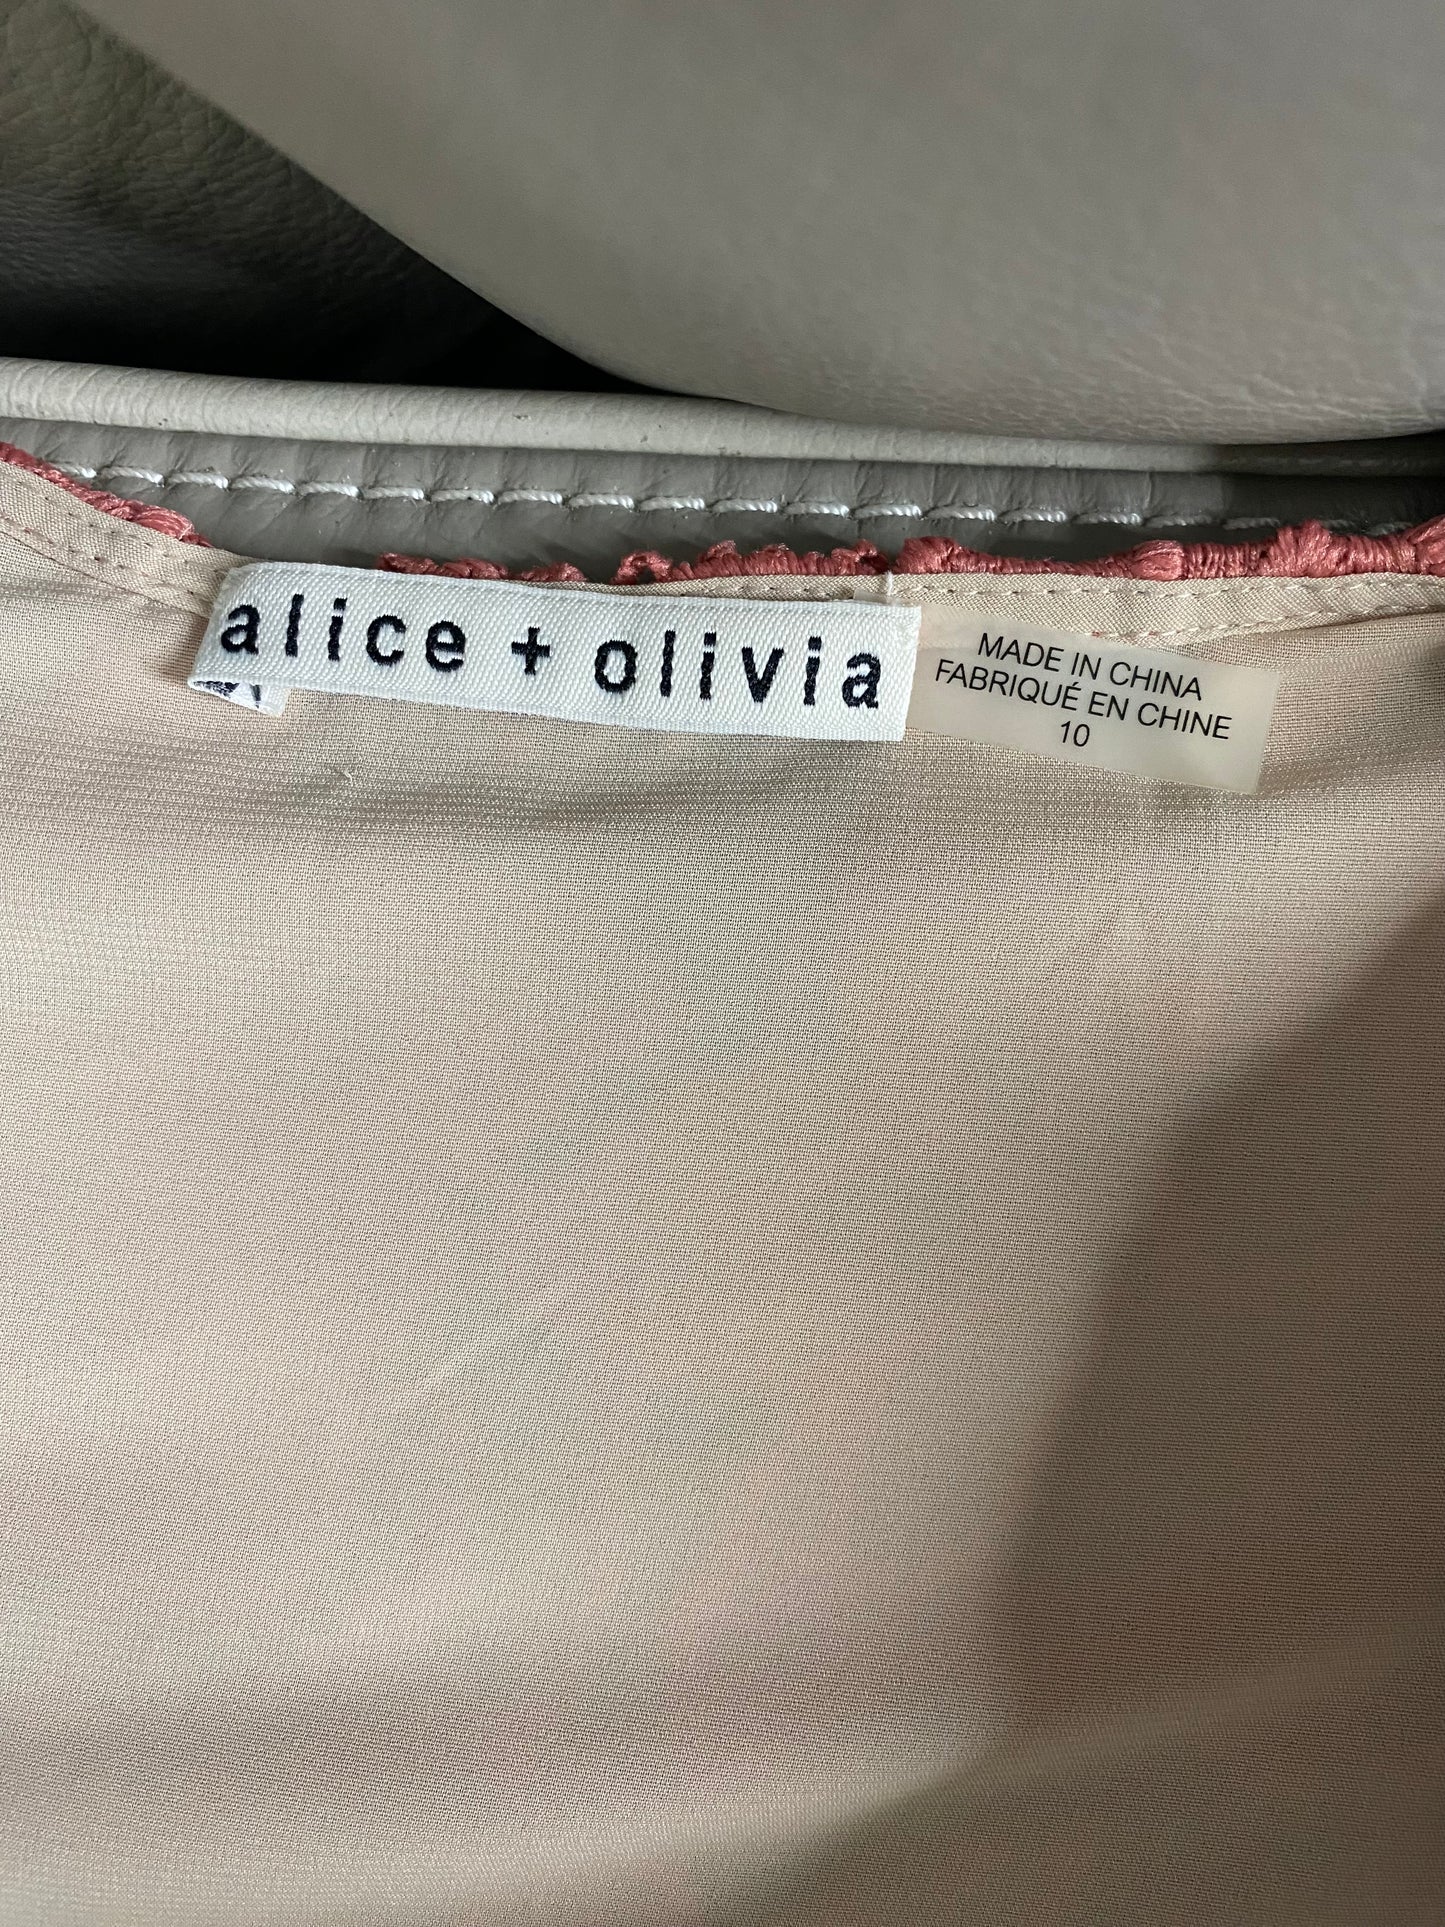 alice + olivia
MADE IN CHINA
FABRIQUÉ EN CHINE
10